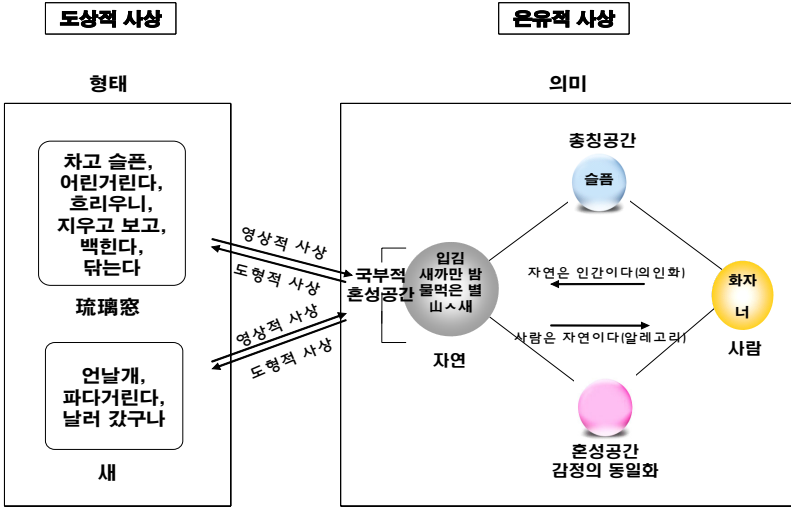 도상적 사상
은유적 사상
형태
의미
차고 슬픈,
어린거린다,
흐리우니,
지우고 보고,
백힌다,
닦는다
琉璃窓
언날개,
파다거린다,
날러 갔구나
새
영상적 사상
도형적 사상
영상적 사상
도형적 사상
국부적
혼성공간
입김
새까만 밤
물먹은 별
山ㅅ새
자연
총칭공간
슬픔
자연은 인간이다(의인화)
사람은 자연이다(알레고리)
화자
너
사람
혼성공간
감정의 동일화